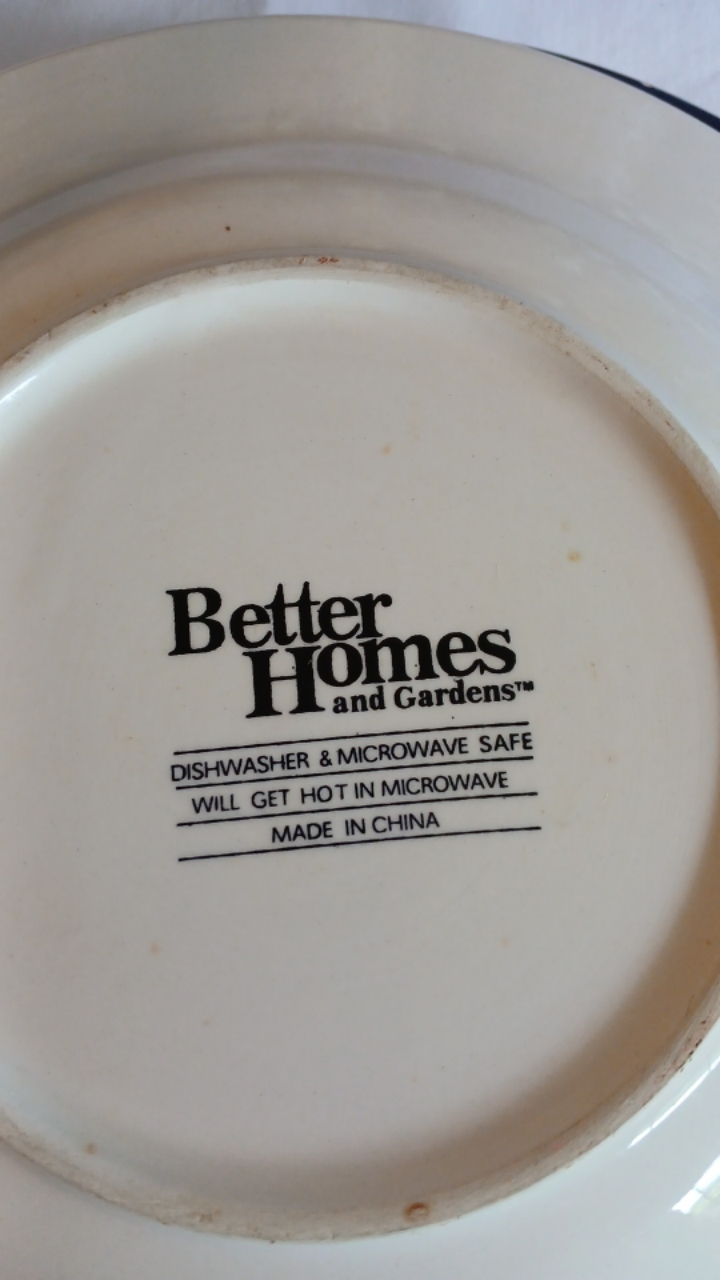 Better
Homes
and Gardens™
DISHWASHER & MICROWAVE SAFE
WILL GET HOT IN MICROWAVE
MADE IN CHINA